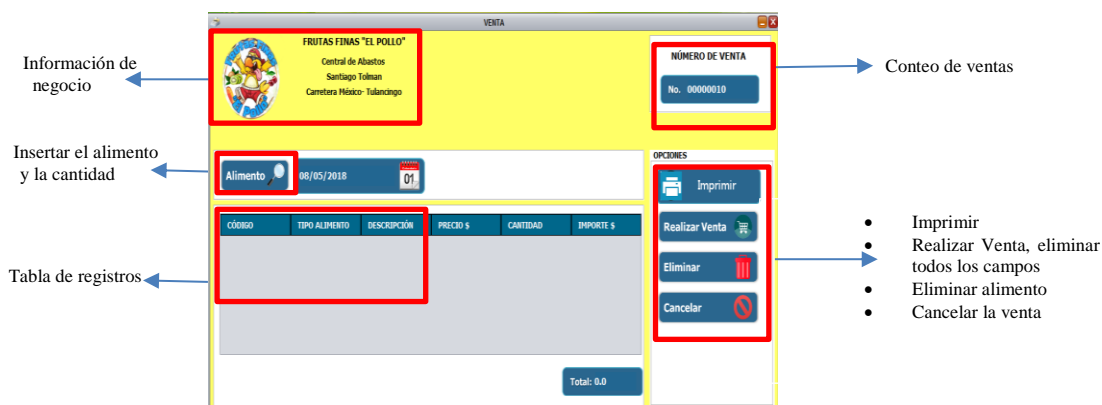 VENTA
FRUTAS FINAS "EL POLLO"
Central de Abastos
Santiago Tolman
Carretera México- Tulancingo
NÚMERO DE VENTA
No. 00000010
Información de
negocio
Conteo de ventas
Insertar el alimento
y la cantidad
Alimento
08/05/2018
01
OPCIONES
Imprimir
Realizar Venta
Eliminar
Cancelar
CÓDIGO TIPO ALIMENTO DESCRIPCIÓN PRECIO $ CANTIDAD IMPORTE $
Tabla de registros
• Imprimir
• Realizar Venta, eliminar
todos los campos
• Eliminar alimento
• Cancelar la venta
Total: 0.0